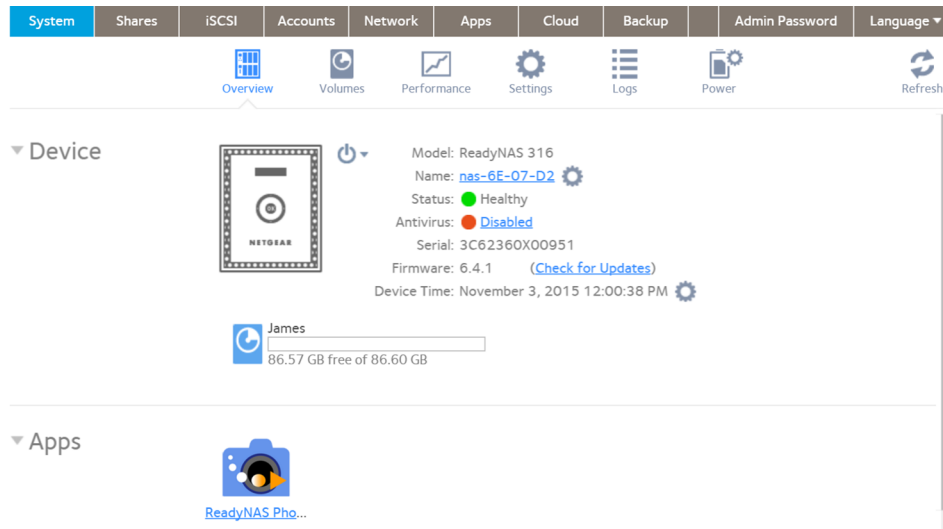 System Shares iSCSI Accounts Network Apps Cloud Backup Admin Password Language
Overview Volumes Performance Settings Logs Power Refresh
Device
Model: ReadyNAS 316
Name: nas-6E-07-D2
Status: Healthy
Antivirus: Disabled
Serial: 3C62360X00951
Firmware: 6.4.1 (Check for Updates)
Device Time: November 3, 2015 12:00:38 PM
NETGEAR
James
86.57 GB free of 86.60 GB
Apps
ReadyNAS Pho...